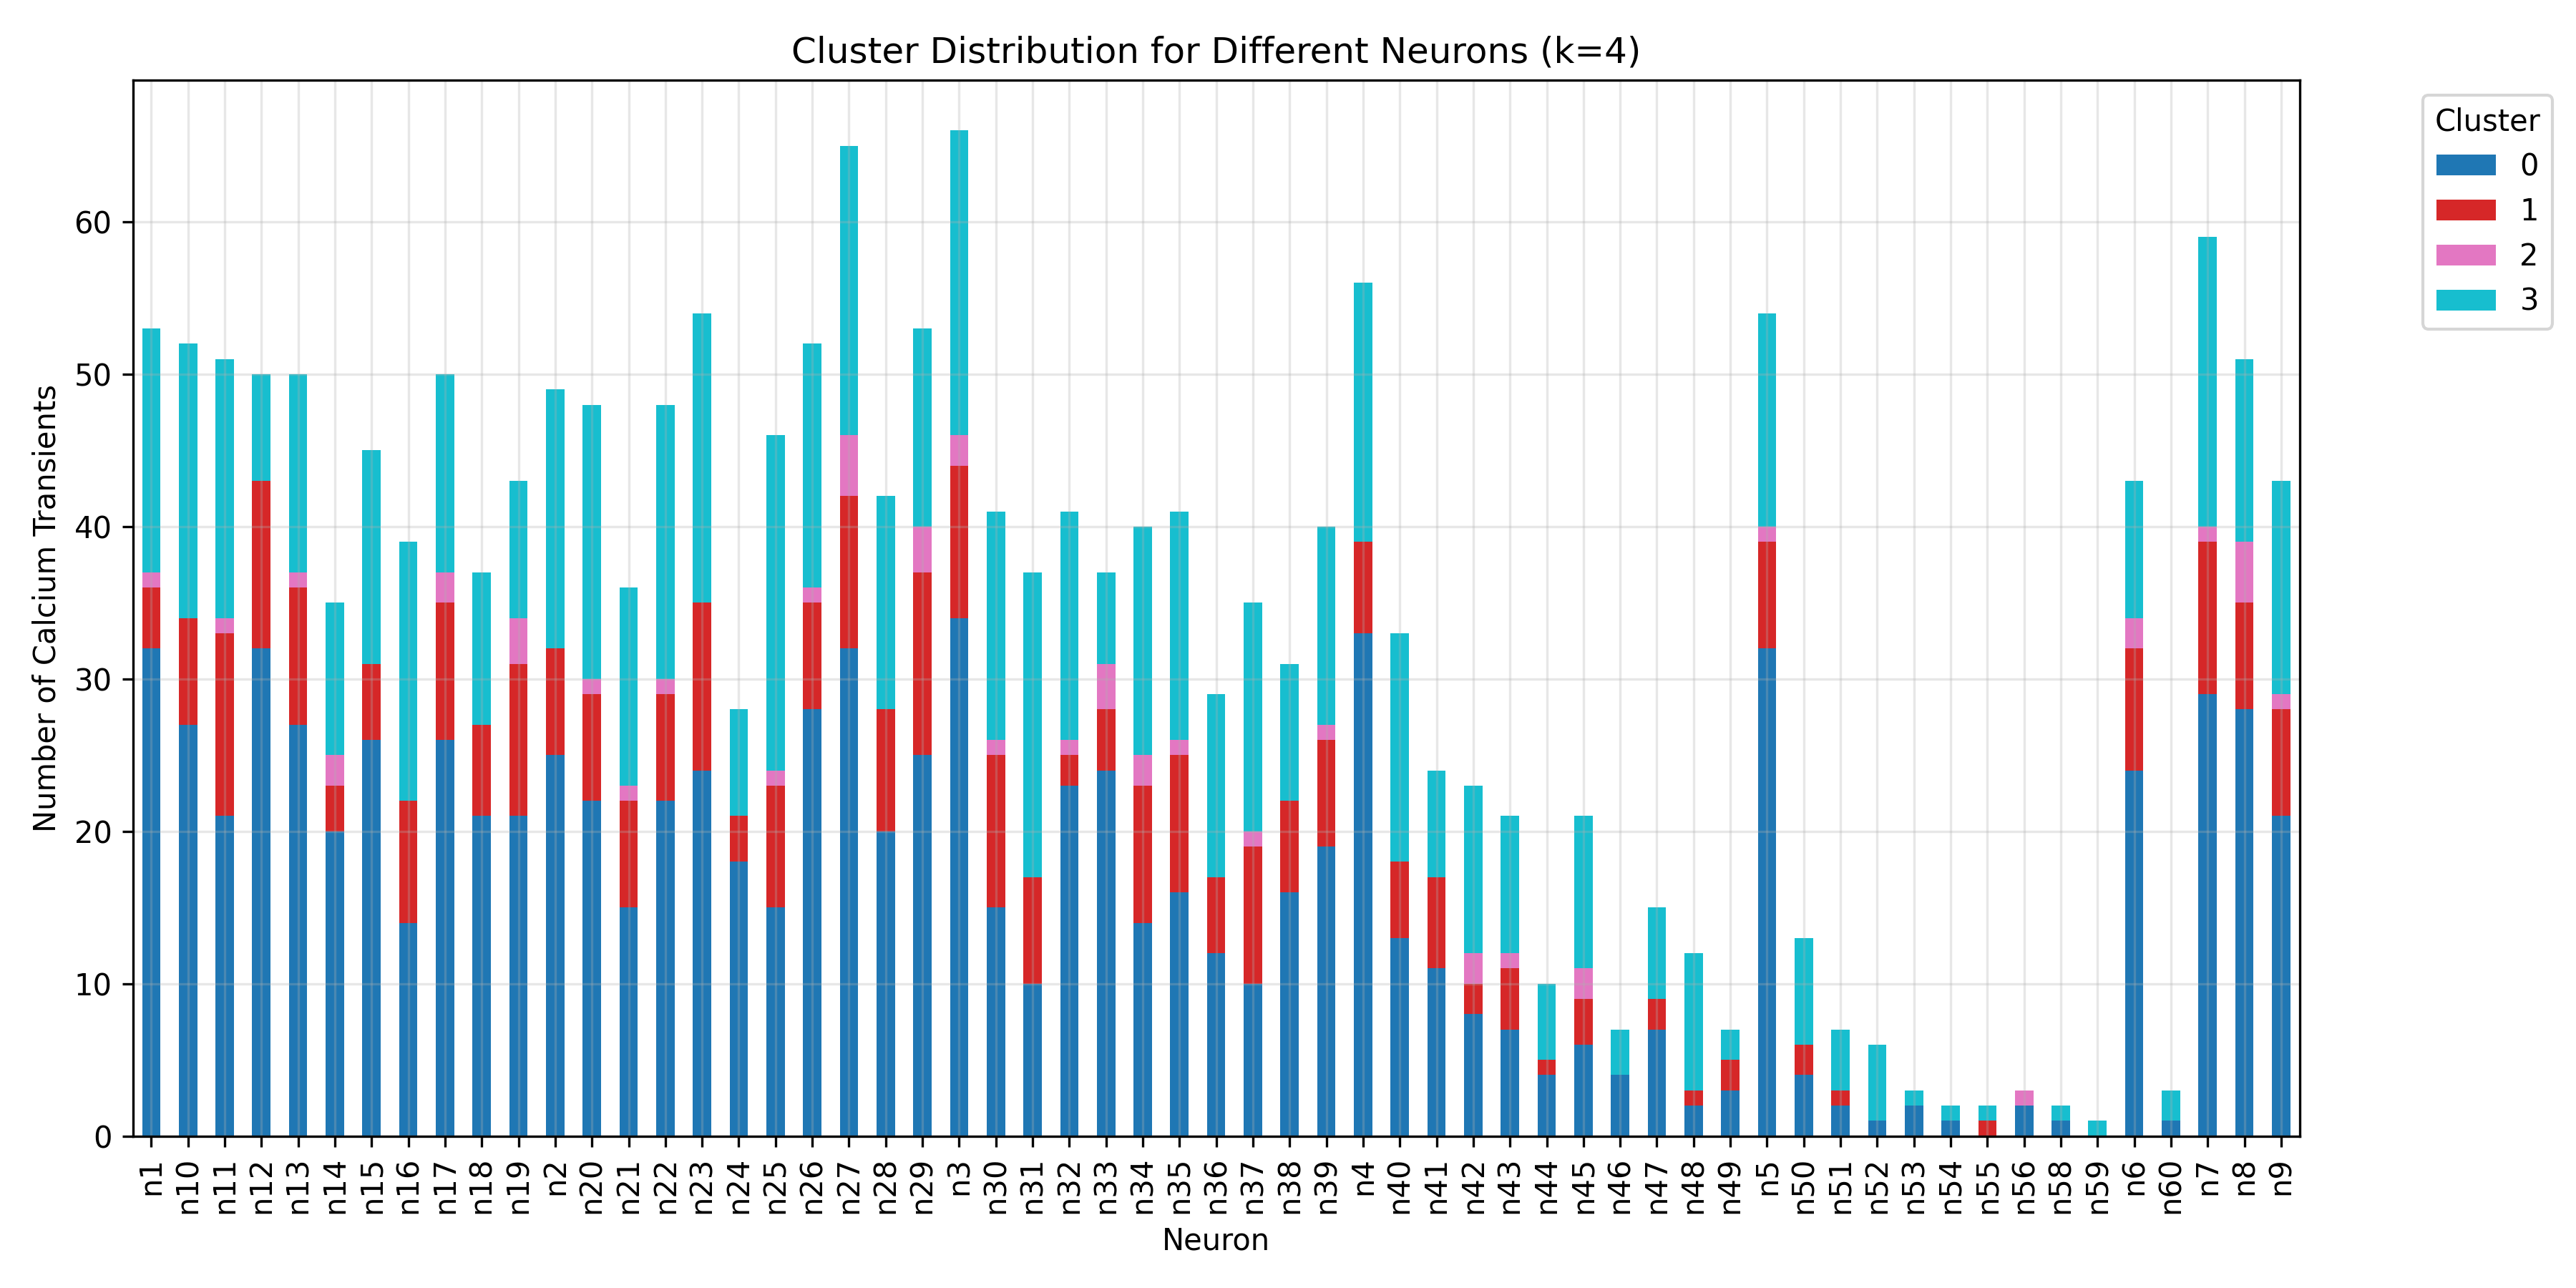 Cluster Distribution for Different Neurons (k=4)
Cluster
0
1
2
3
Number of Calcium Transients
60
50
40
30
20
10
0
n1 n10 n11 n12 n13 n14 n15 n16 n17 n18 n19 n2 n20 n21 n22 n23 n24 n25 n26 n27 n28 n29 n3 n30 n31 n32 n33 n34 n35 n36 n37 n38 n39 n4 n40 n41 n42 n43 n44 n45 n46 n47 n48 n49 n5 n50 n51 n52 n53 n54 n55 n56 n58 n59 n6 n60 n7 n8 n9
Neuron